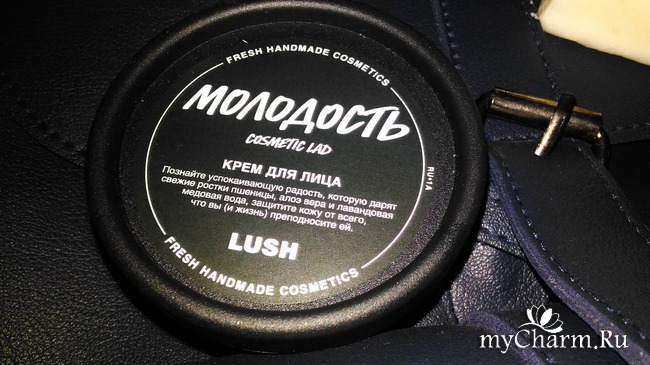 FRESH HANDMADE COSMETICS
МОЛОДОСТЬ
COSMETIC LAD
КРЕМ ДЛЯ ЛИЦА
Познайте успокаивающую радость, которую дарят
свежие ростки пшеницы, алоэ вера и лавандовая
медовая вода, защитите кожу от всего,
что вы (и жизнь) преподносите ей.
LUSH
RU+1A
FRESH HANDMADE COSMETICS
myCharm.Ru